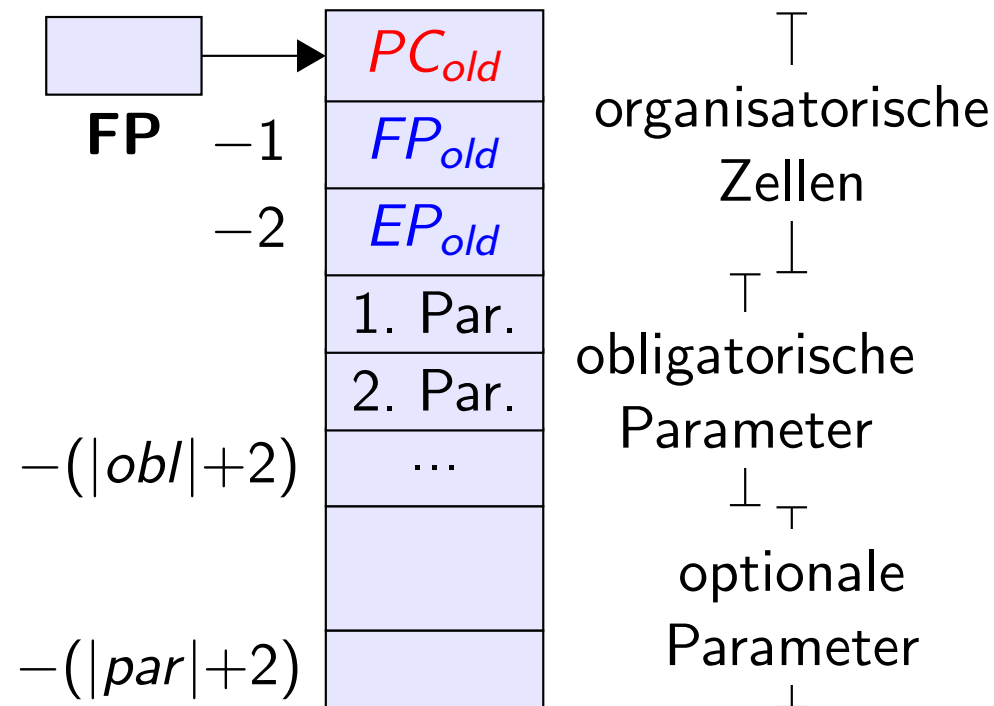 PC_old
FP
−1
FP_old
−2
EP_old
organisatorische
Zellen
1. Par.
2. Par.
−(|obl|+2)
...
obligatorische
Parameter
optionale
Parameter
−(|par|+2)